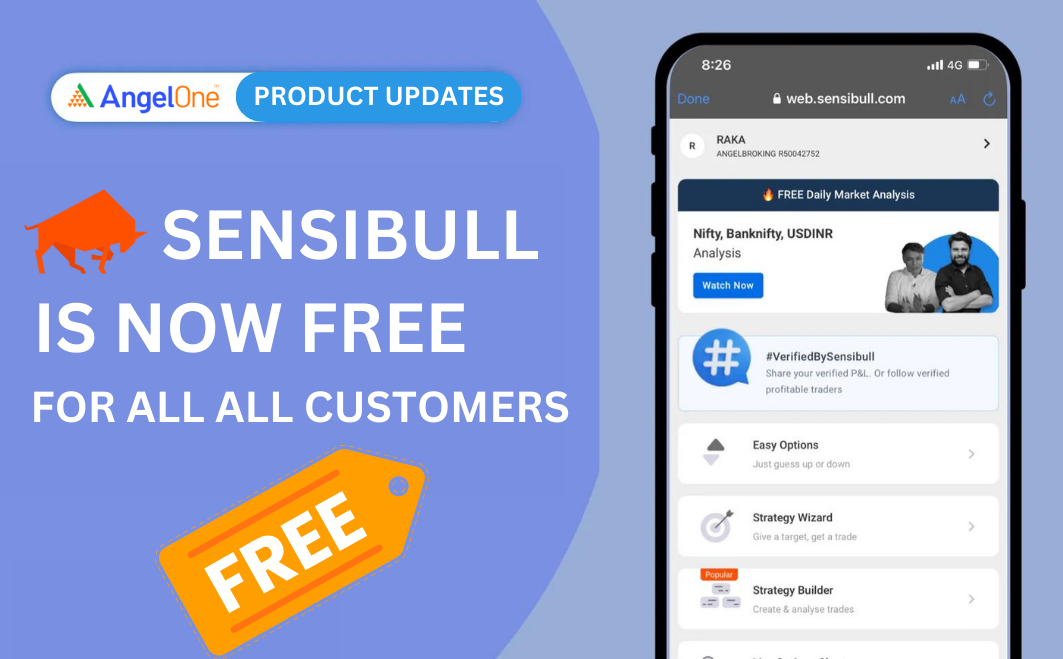 AngelOne
PRODUCT UPDATES
SENSIBULL
IS NOW FREE
FOR ALL ALL CUSTOMERS
FREE
8:26
4G
Done
web.sensibull.com
AA
R
RAKA
ANGELBROKING R50042752
🔥 FREE Daily Market Analysis
Nifty, Banknifty, USDINR
Analysis
Watch Now
#
#VerifiedBySensibull
Share your verified P&L. Or follow verified
profitable traders
Easy Options
Just guess up or down
Strategy Wizard
Give a target, get a trade
Popular
Strategy Builder
Create & analyse trades